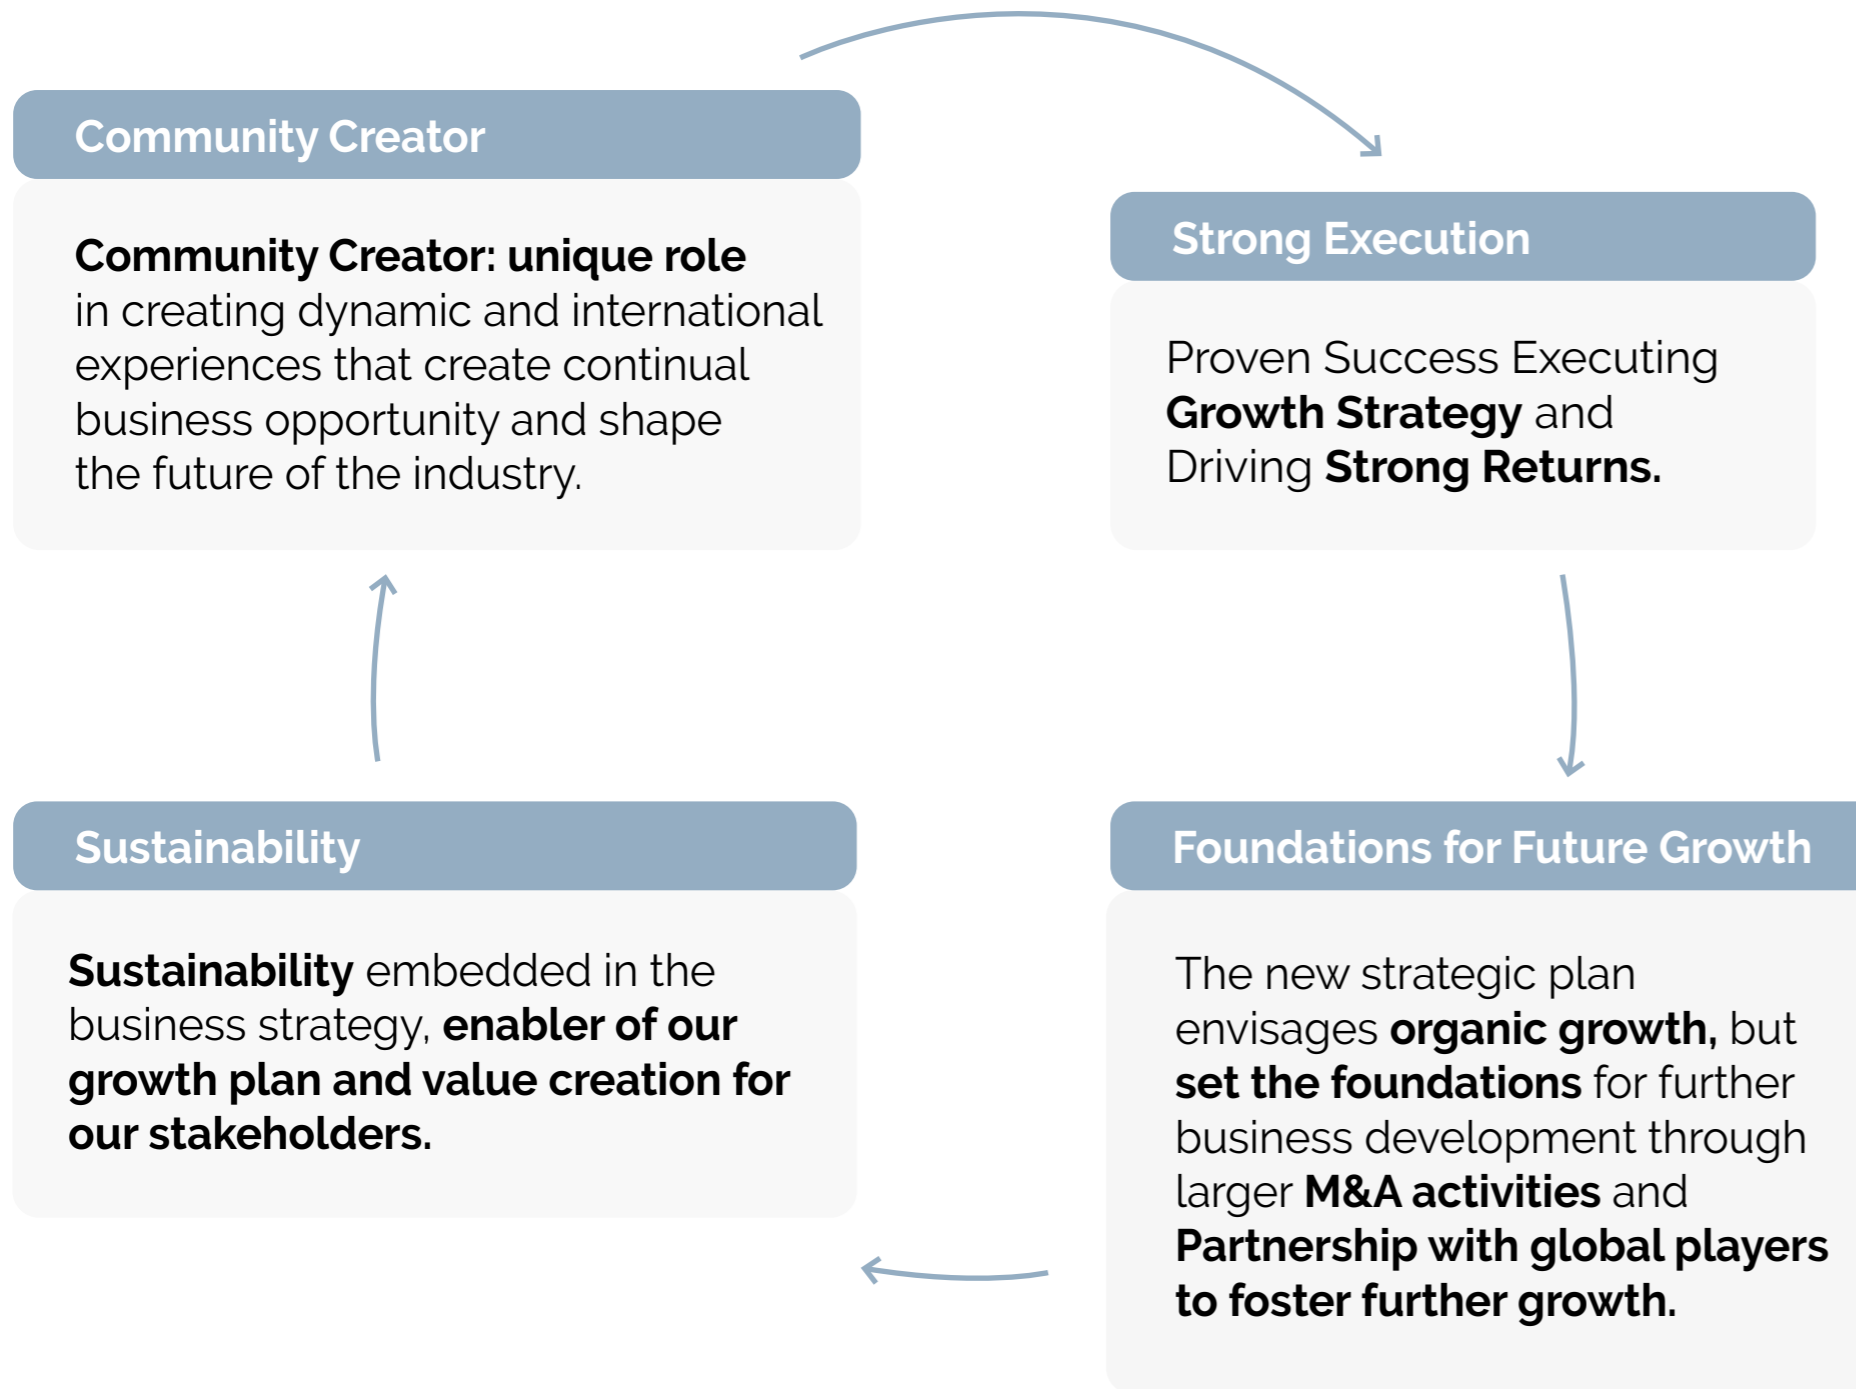 Community Creator
Community Creator: unique role
in creating dynamic and international
experiences that create continual
business opportunity and shape
the future of the industry.
Strong Execution
Proven Success Executing
Growth Strategy and
Driving Strong Returns.
Foundations for Future Growth
The new strategic plan
envisages organic growth, but
set the foundations for further
business development through
larger M&A activities and
Partnership with global players
to foster further growth.
Sustainability
Sustainability embedded in the
business strategy, enabler of our
growth plan and value creation for
our stakeholders.